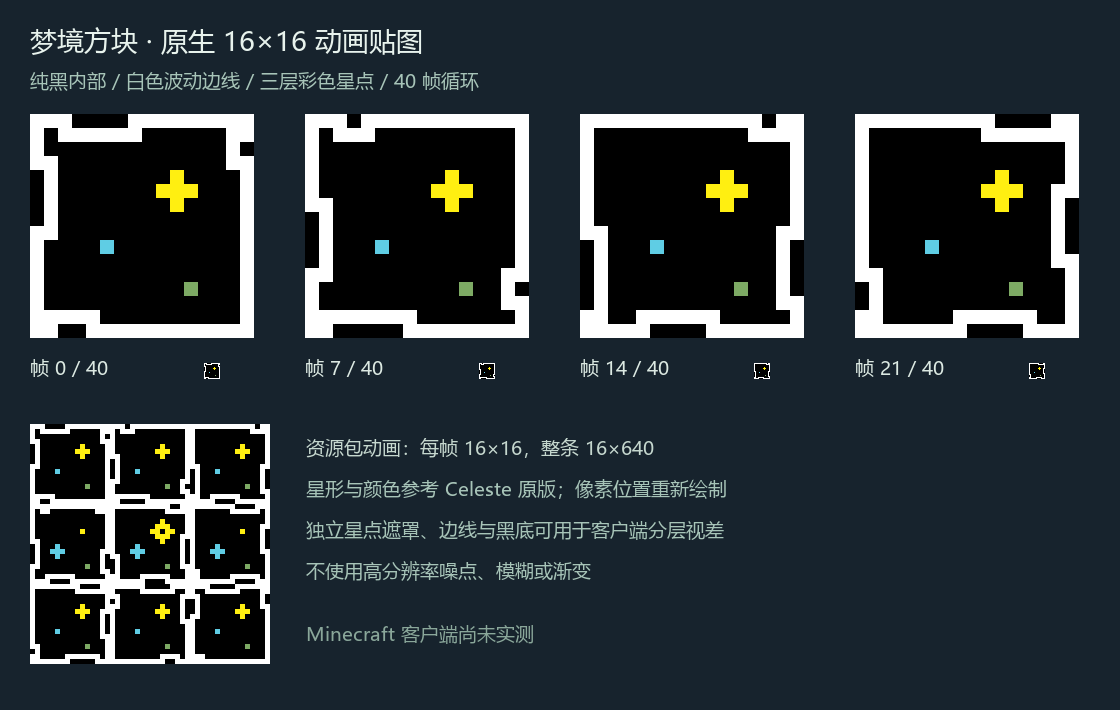 梦境方块 · 原生 16×16 动画贴图
纯黑内部 / 白色波动边线 / 三层彩色星点 / 40 帧循环
帧 0 / 40
帧 7 / 40
帧 14 / 40
帧 21 / 40
资源包动画：每帧 16×16，整条 16×640
星形与颜色参考 Celeste 原版；像素位置重新绘制
独立星点遮罩、边线与黑底可用于客户端分层视差
不使用高分辨率噪点、模糊或渐变
Minecraft 客户端尚未实测